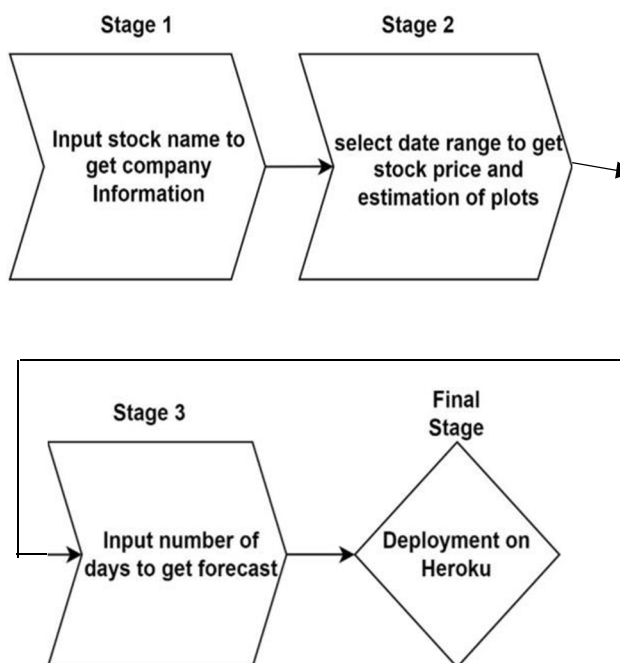 Stage 1
Input stock name to
get company
Information
Stage 2
select date range to get
stock price and
estimation of plots
Stage 3
Input number of
days to get forecast
Final
Stage
Deployment on
Heroku